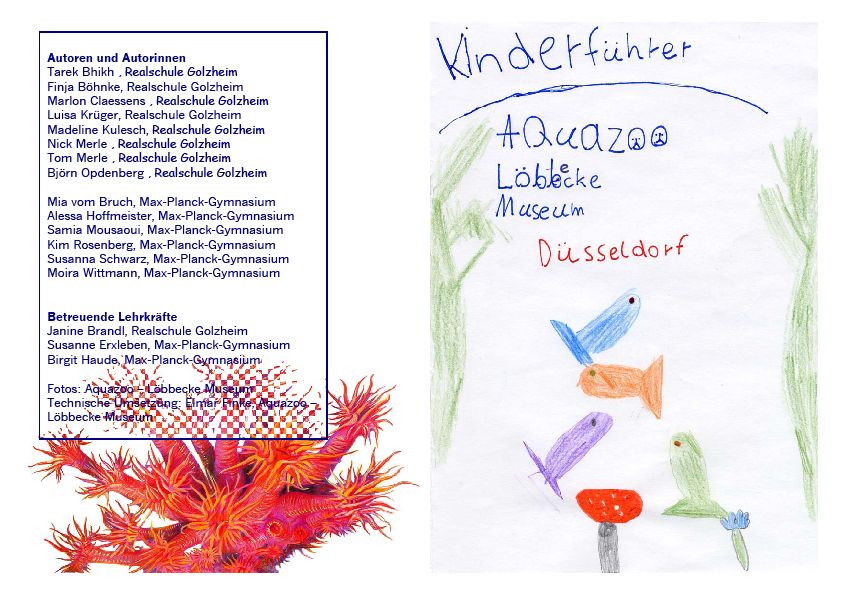 Autoren und Autorinnen
Tarek Bhikh , Realschule Golzheim
Finja Böhnke, Realschule Golzheim
Marlon Claessens , Realschule Golzheim
Luisa Krüger, Realschule Golzheim
Madeline Kulesch, Realschule Golzheim
Nick Merle , Realschule Golzheim
Tom Merle , Realschule Golzheim
Björn Opdenberg , Realschule Golzheim
Mia vom Bruch, Max-Planck-Gymnasium
Alessa Hoffmeister, Max-Planck-Gymnasium
Samia Mousaoui, Max-Planck-Gymnasium
Kim Rosenberg, Max-Planck-Gymnasium
Susanna Schwarz, Max-Planck-Gymnasium
Moira Wittmann, Max-Planck-Gymnasium
Betreuende Lehrkräfte
Janine Brandl, Realschule Golzheim
Susanne Erxleben, Max-Planck-Gymnasium
Birgit Haude, Max-Planck-Gymnasium
Fotos: Aquazoo – Löbbecke Museum
Technische Umsetzung: Elmar Finke, Aquazoo –
Löbbecke Museum
Kinderführer
AQuazoo
Löbbecke
Museum
Düsseldorf